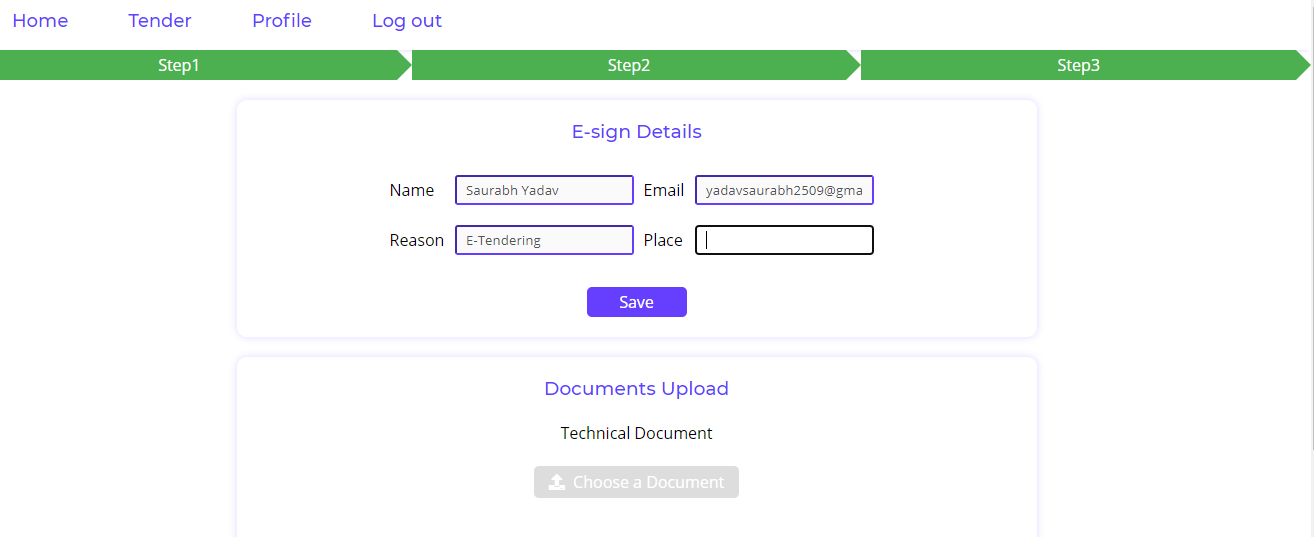 Home Tender Profile Log out
Step1 Step2 Step3
E-sign Details
Name Saurabh Yadav Email yadavsaurabh2509@gma
Reason E-Tendering Place
Save
Documents Upload
Technical Document
Choose a Document